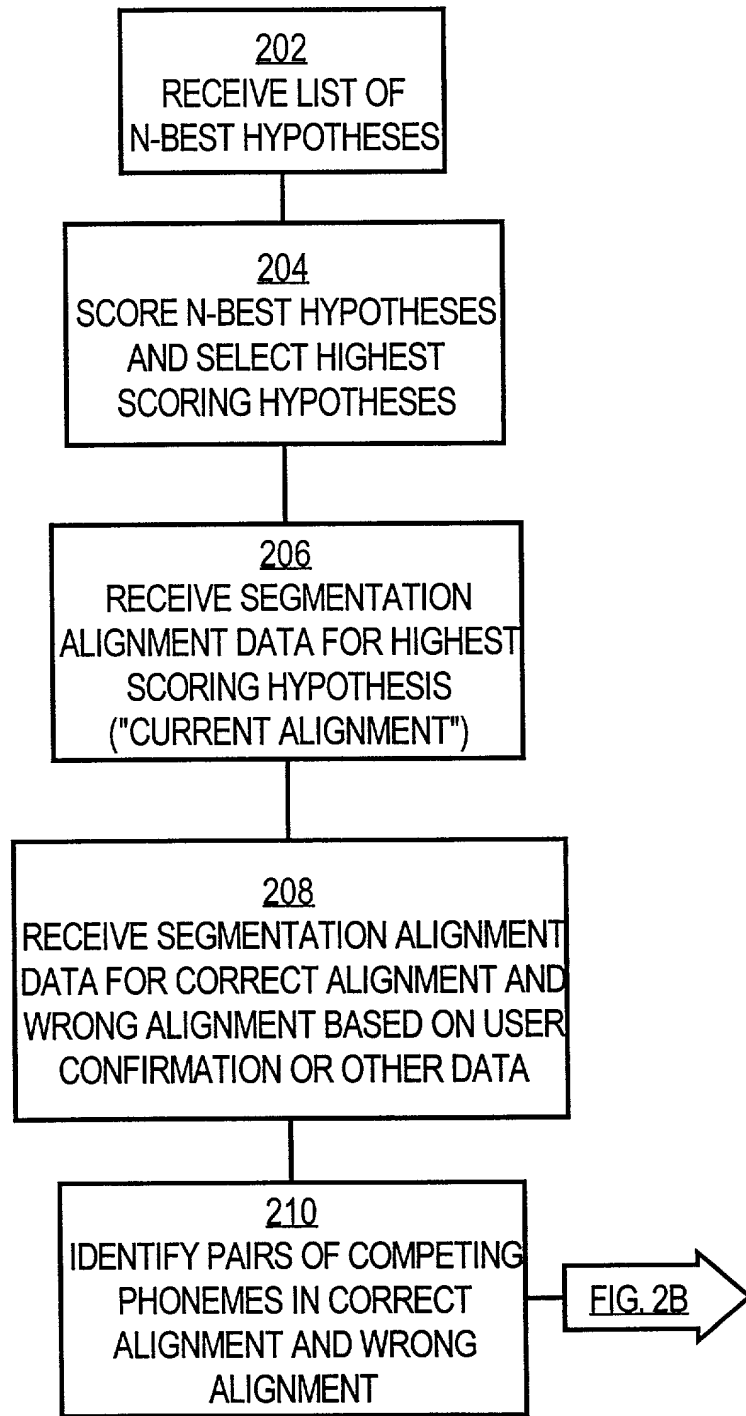 202
RECEIVE LIST OF
N-BEST HYPOTHESES
204
SCORE N-BEST HYPOTHESES
AND SELECT HIGHEST
SCORING HYPOTHESES
206
RECEIVE SEGMENTATION
ALIGNMENT DATA FOR HIGHEST
SCORING HYPOTHESIS
("CURRENT ALIGNMENT")
208
RECEIVE SEGMENTATION ALIGNMENT
DATA FOR CORRECT ALIGNMENT AND
WRONG ALIGNMENT BASED ON USER
CONFIRMATION OR OTHER DATA
210
IDENTIFY PAIRS OF COMPETING
PHONEMES IN CORRECT
ALIGNMENT AND WRONG
ALIGNMENT
FIG. 2B